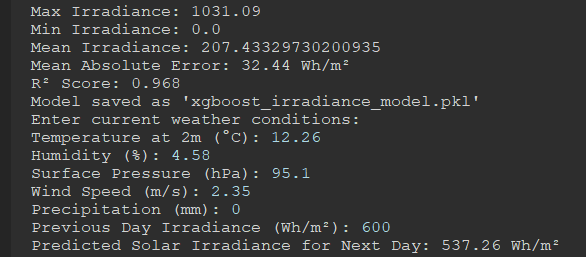 Max Irradiance: 1031.09
Min Irradiance: 0.0
Mean Irradiance: 207.43329730200935
Mean Absolute Error: 32.44 Wh/m²
R² Score: 0.968
Model saved as 'xgboost_irradiance_model.pkl'
Enter current weather conditions:
Temperature at 2m (°C): 12.26
Humidity (%): 4.58
Surface Pressure (hPa): 95.1
Wind Speed (m/s): 2.35
Precipitation (mm): 0
Previous Day Irradiance (Wh/m²): 600
Predicted Solar Irradiance for Next Day: 537.26 Wh/m²